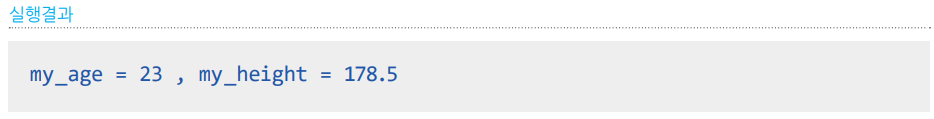 실행결과
my_age = 23 , my_height = 178.5